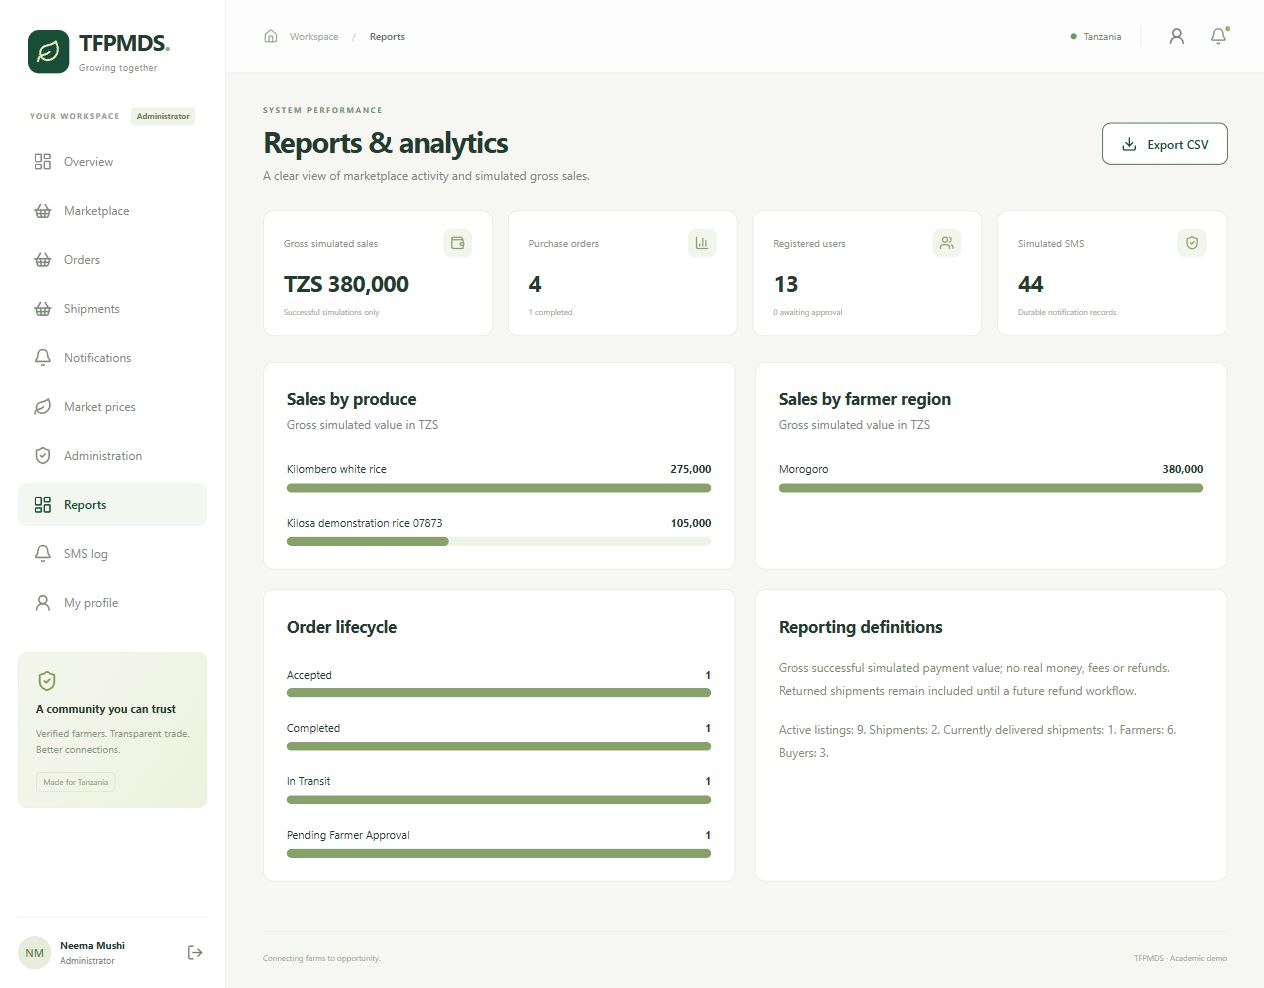 TFPMDS.
Growing together
YOUR WORKSPACE
Administrator
Overview
Marketplace
Orders
Shipments
Notifications
Market prices
Administration
Reports
SMS log
My profile
A community you can trust
Verified farmers. Transparent trade.
Better connections.
Made for Tanzania
NM
Neema Mushi
Administrator
Workspace / Reports
Tanzania
SYSTEM PERFORMANCE
Reports & analytics
A clear view of marketplace activity and simulated gross sales.
Export CSV
Gross simulated sales
TZS 380,000
Successful simulations only
Purchase orders
4
1 completed
Registered users
13
0 awaiting approval
Simulated SMS
44
Durable notification records
Sales by produce
Gross simulated value in TZS
Kilombero white rice 275,000
Kilosa demonstration rice 07873 105,000
Sales by farmer region
Gross simulated value in TZS
Morogoro 380,000
Order lifecycle
Accepted 1
Completed 1
In Transit 1
Pending Farmer Approval 1
Reporting definitions
Gross successful simulated payment value; no real money, fees or refunds.
Returned shipments remain included until a future refund workflow.
Active listings: 9. Shipments: 2. Currently delivered shipments: 1. Farmers: 6.
Buyers: 3.
Connecting farms to opportunity.
TFPMDS · Academic demo